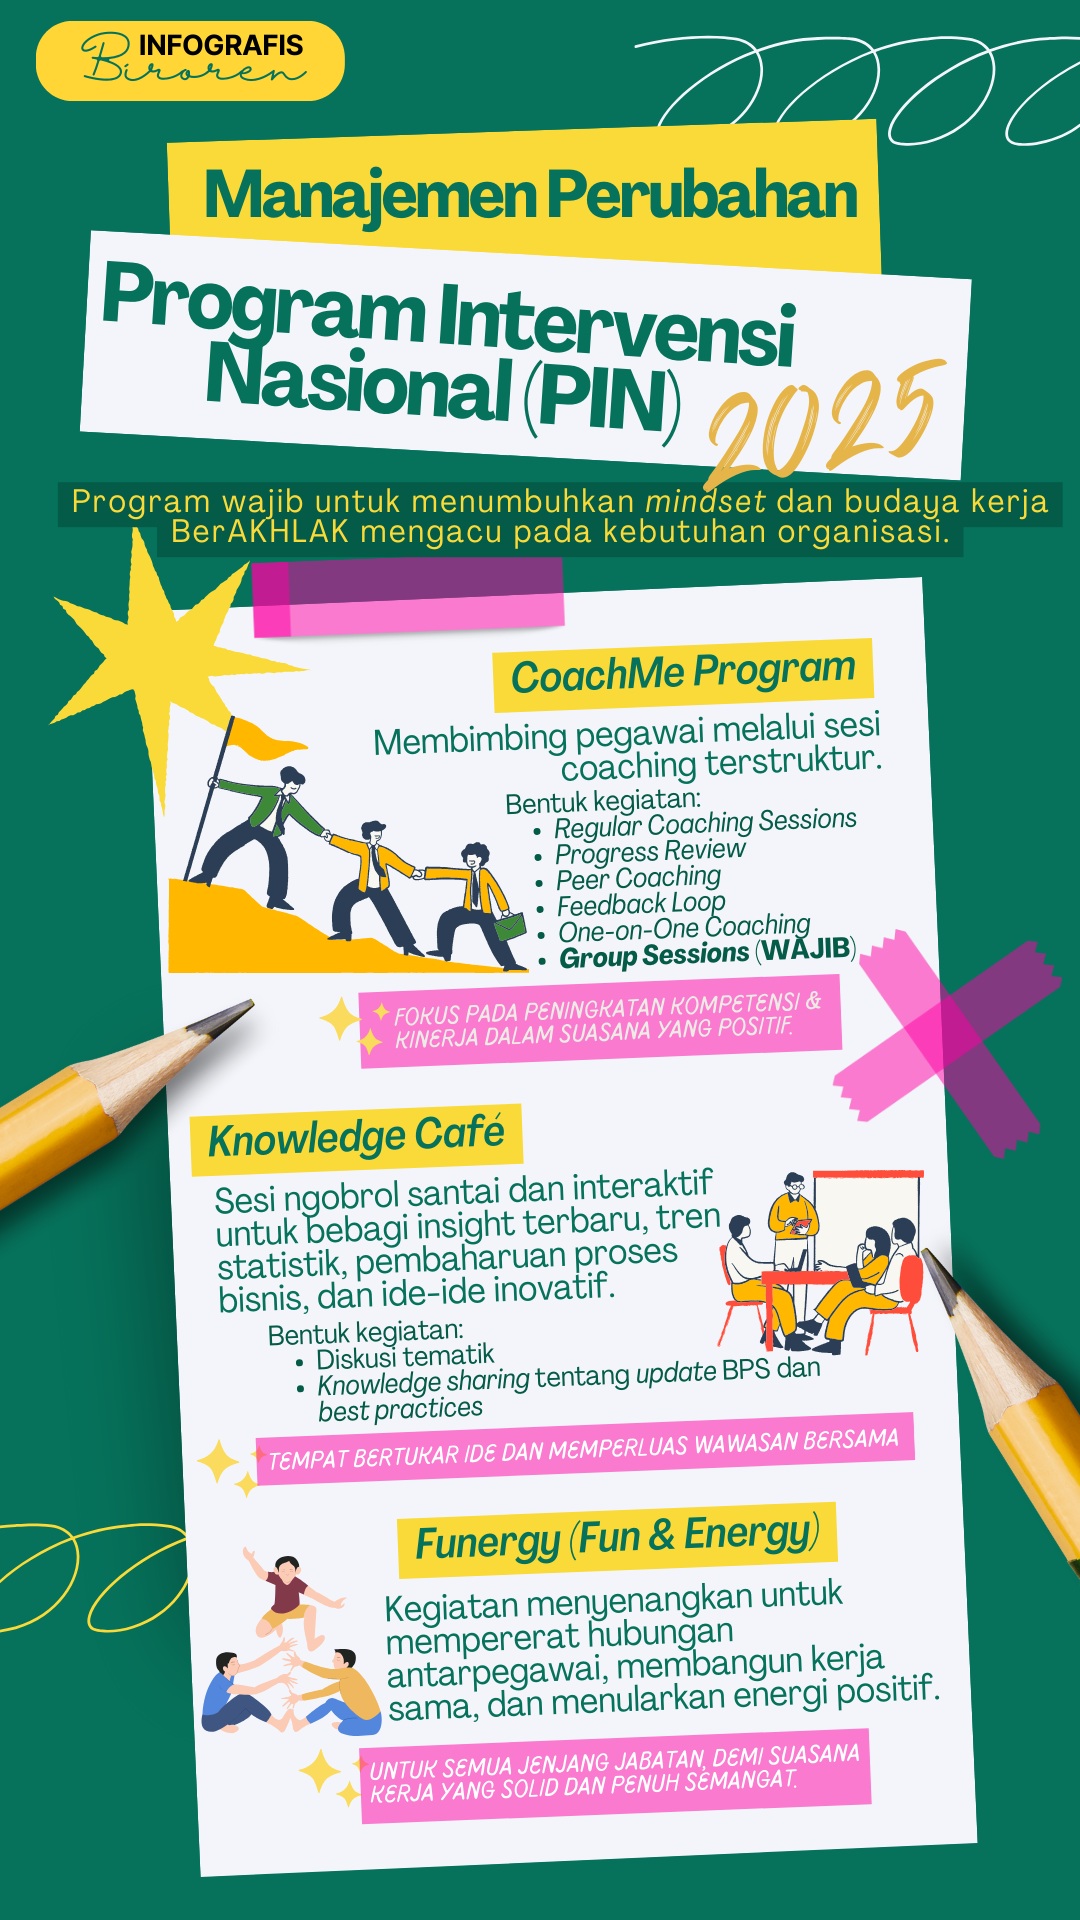 INFOGRAFIS
Biroren
Manajemen Perubahan
Program Intervensi
Nasional (PIN)
2025
Program wajib untuk menumbuhkan mindset dan budaya kerja
BerAKHLAK mengacu pada kebutuhan organisasi.
CoachMe Program
Membimbing pegawai melalui sesi
coaching terstruktur.
Bentuk kegiatan:
• Regular Coaching Sessions
• Progress Review
• Peer Coaching
• Feedback Loop
• One-on-One Coaching
• Group Sessions (WAJIB)
FOKUS PADA PENINGKATAN KOMPETENSI &
KINERJA DALAM SUASANA YANG POSITIF.
Knowledge Café
Sesi ngobrol santai dan interaktif
untuk bebagi insight terbaru, tren
statistik, pembaharuan proses
bisnis, dan ide-ide inovatif.
Bentuk kegiatan:
• Diskusi tematik
• Knowledge sharing tentang update BPS dan
best practices
TEMPAT BERTUKAR IDE DAN MEMPERLUAS WAWASAN BERSAMA
Funergy (Fun & Energy)
Kegiatan menyenangkan untuk
mempererat hubungan
antarpegawai, membangun kerja
sama, dan menularkan energi positif.
UNTUK SEMUA JENJANG JABATAN, DEMI SUASANA
KERJA YANG SOLID DAN PENUH SEMANGAT.